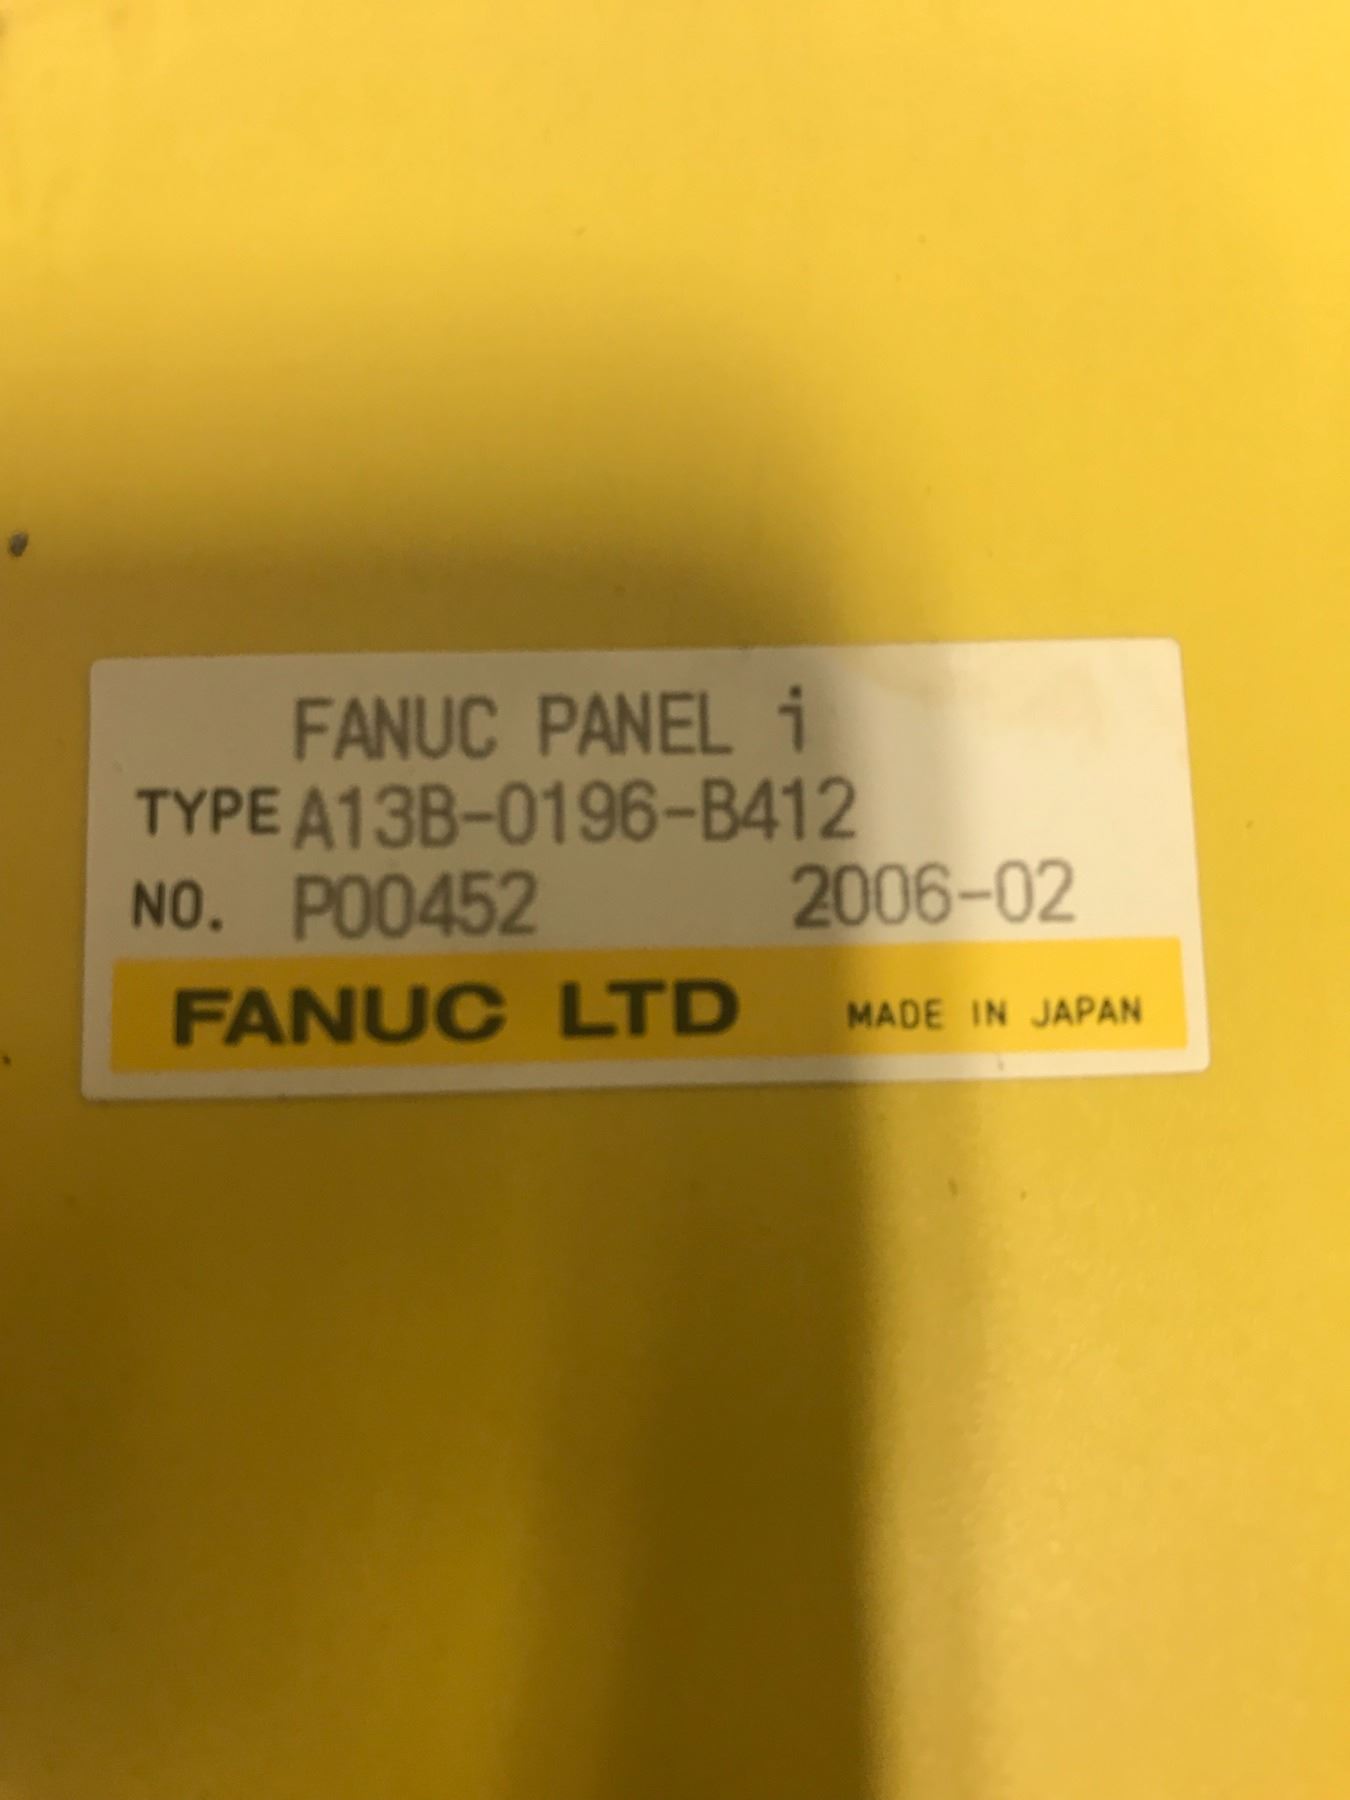 FANUC PANEL i
TYPE A13B-0196-B412
NO. P00452 2006-02
FANUC LTD MADE IN JAPAN